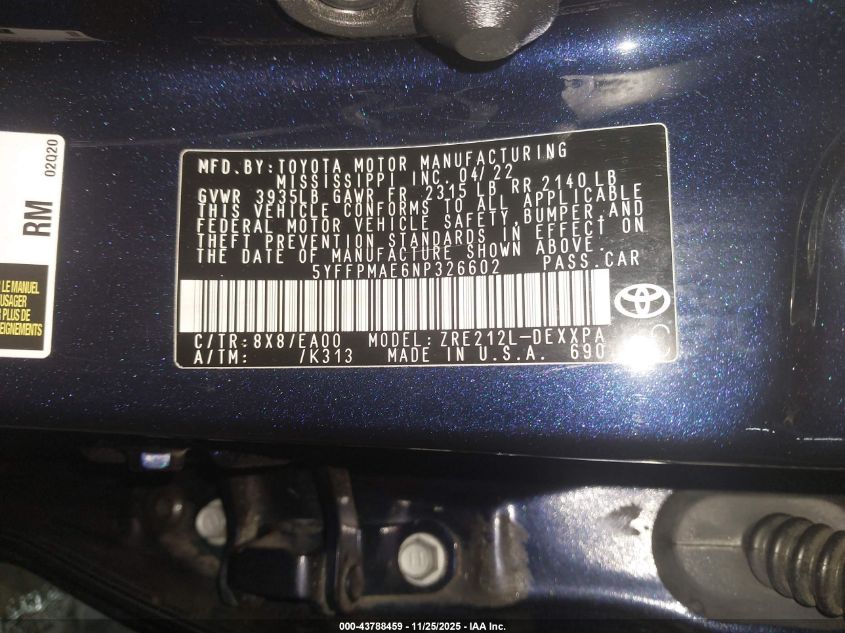 02Q20
RM
LE MANUEL
USAGER
PLUS DE
EIGNEMENTS
MFD. BY: TOYOTA MOTOR MANUFACTURING
MISSISSIPPI INC. 04/22
GVWR 3935LB GAWR FR 2315 LB RR 2140 LB
THIS VEHICLE CONFORMS TO ALL APPLICABLE
FEDERAL MOTOR VEHICLE SAFETY, BUMPER, AND
THEFT PREVENTION STANDARDS IN EFFECT ON
THE DATE OF MANUFACTURE SHOWN ABOVE.
5YFFPMAE6NP326602 PASS. CAR
C/TR: 8X8/EA00 MODEL: ZRE212L-DEXXPA
A/TM: /K313 MADE IN U.S.A. 690
000-43788459 - 11/25/2025 - IAA Inc.